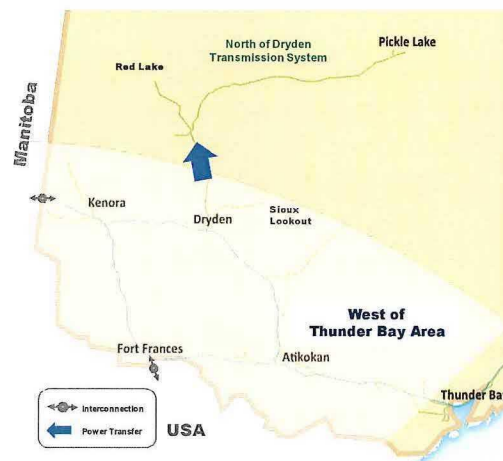 North of Dryden
Transmission System
Pickle Lake
Red Lake
Manitoba
Kenora
Dryden
Sioux
Lookout
West of
Thunder Bay Area
Fort Frances
Atikokan
Thunder Bay
Interconnection
Power Transfer
USA